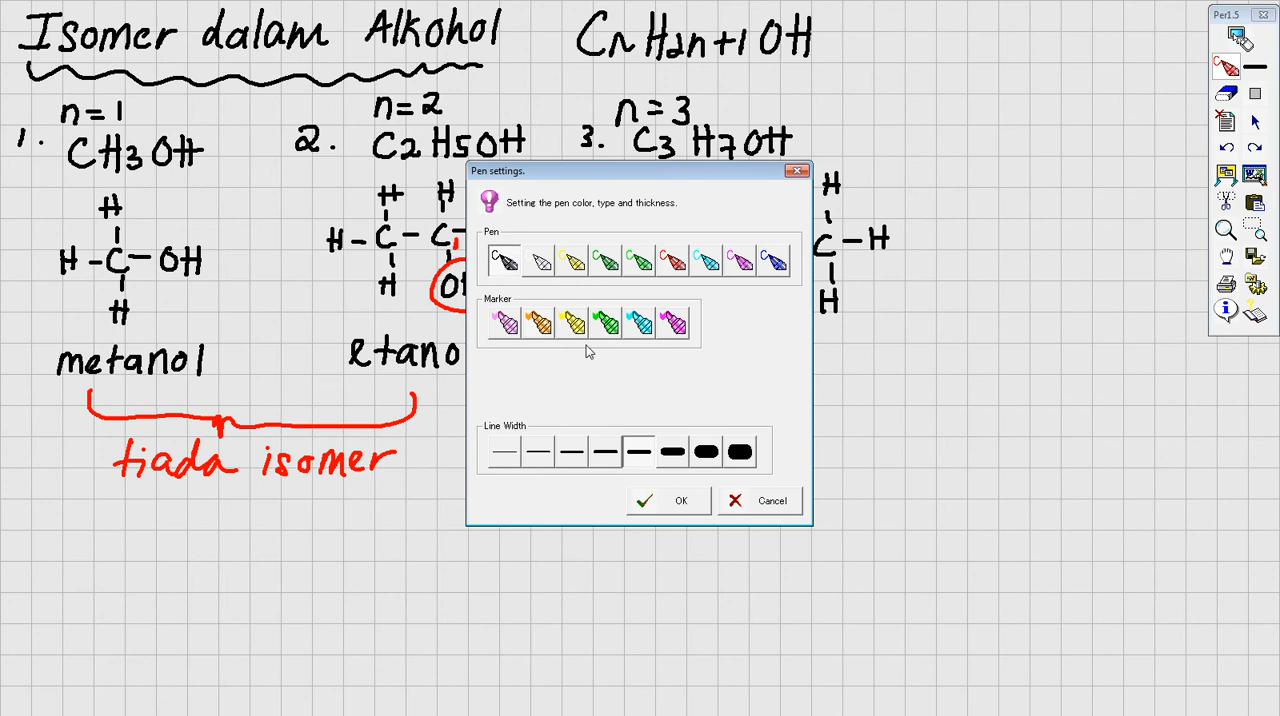 Isomer dalam Alkohol
CnH2n+1OH
n=1
1. CH3OH
n=2
2. C2H5OH
n=3
3. C3H7OH
H
H-C-OH
H
metanol
H H
H-C-C
H
etano
C-H
H
H
tiada isomer
Pen settings.
Setting the pen color, type and thickness.
Pen
Marker
Line Width
OK
Cancel
Per1.5